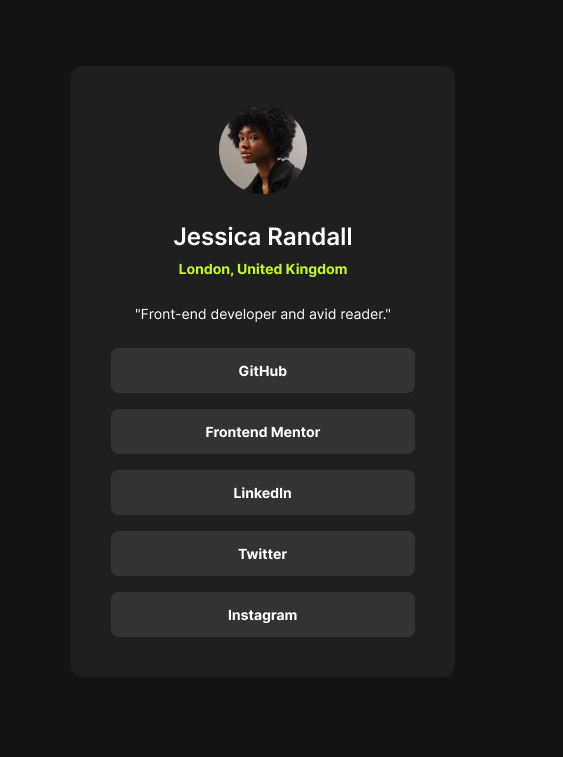 Jessica Randall
London, United Kingdom
"Front-end developer and avid reader."
GitHub
Frontend Mentor
LinkedIn
Twitter
Instagram